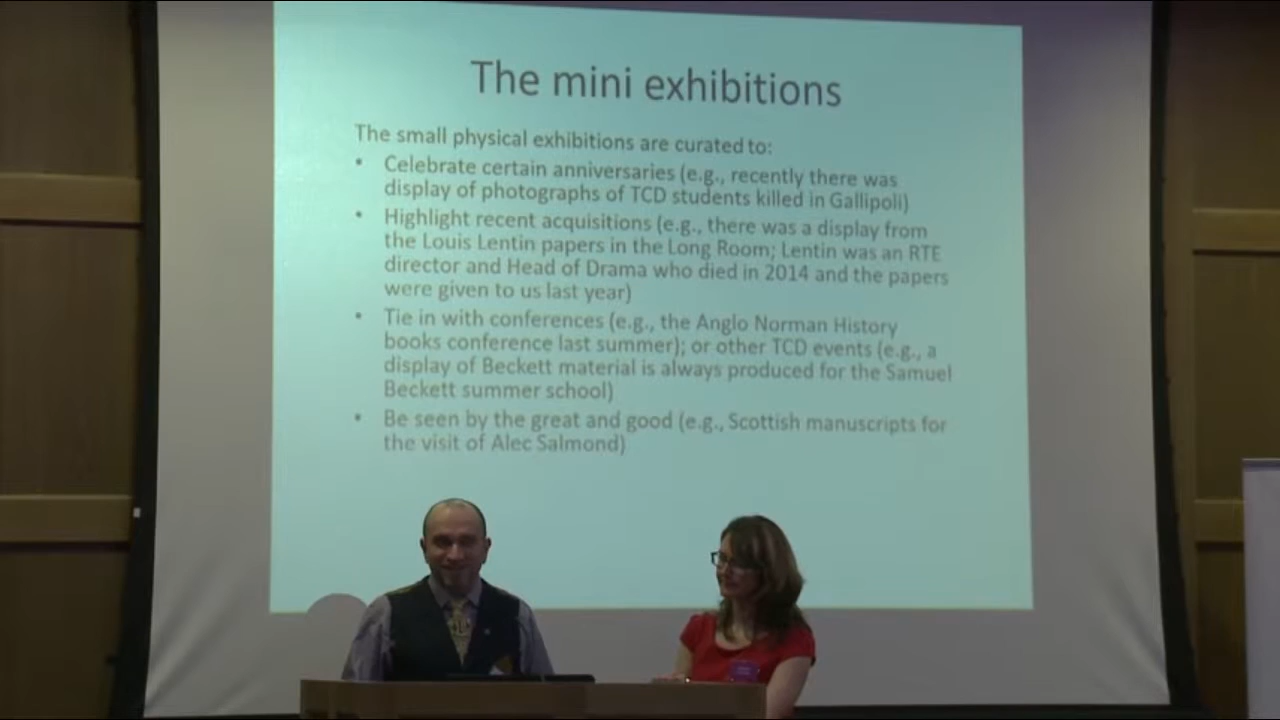 The mini exhibitions
The small physical exhibitions are curated to:
• Celebrate certain anniversaries (e.g., recently there was
display of photographs of TCD students killed in Gallipoli)
• Highlight recent acquisitions (e.g., there was a display from
the Louis Lentin papers in the Long Room; Lentin was an RTE
director and Head of Drama who died in 2014 and the papers
were given to us last year)
• Tie in with conferences (e.g., the Anglo Norman History
books conference last summer); or other TCD events (e.g., a
display of Beckett material is always produced for the Samuel
Beckett summer school)
• Be seen by the great and good (e.g., Scottish manuscripts for
the visit of Alec Salmond)